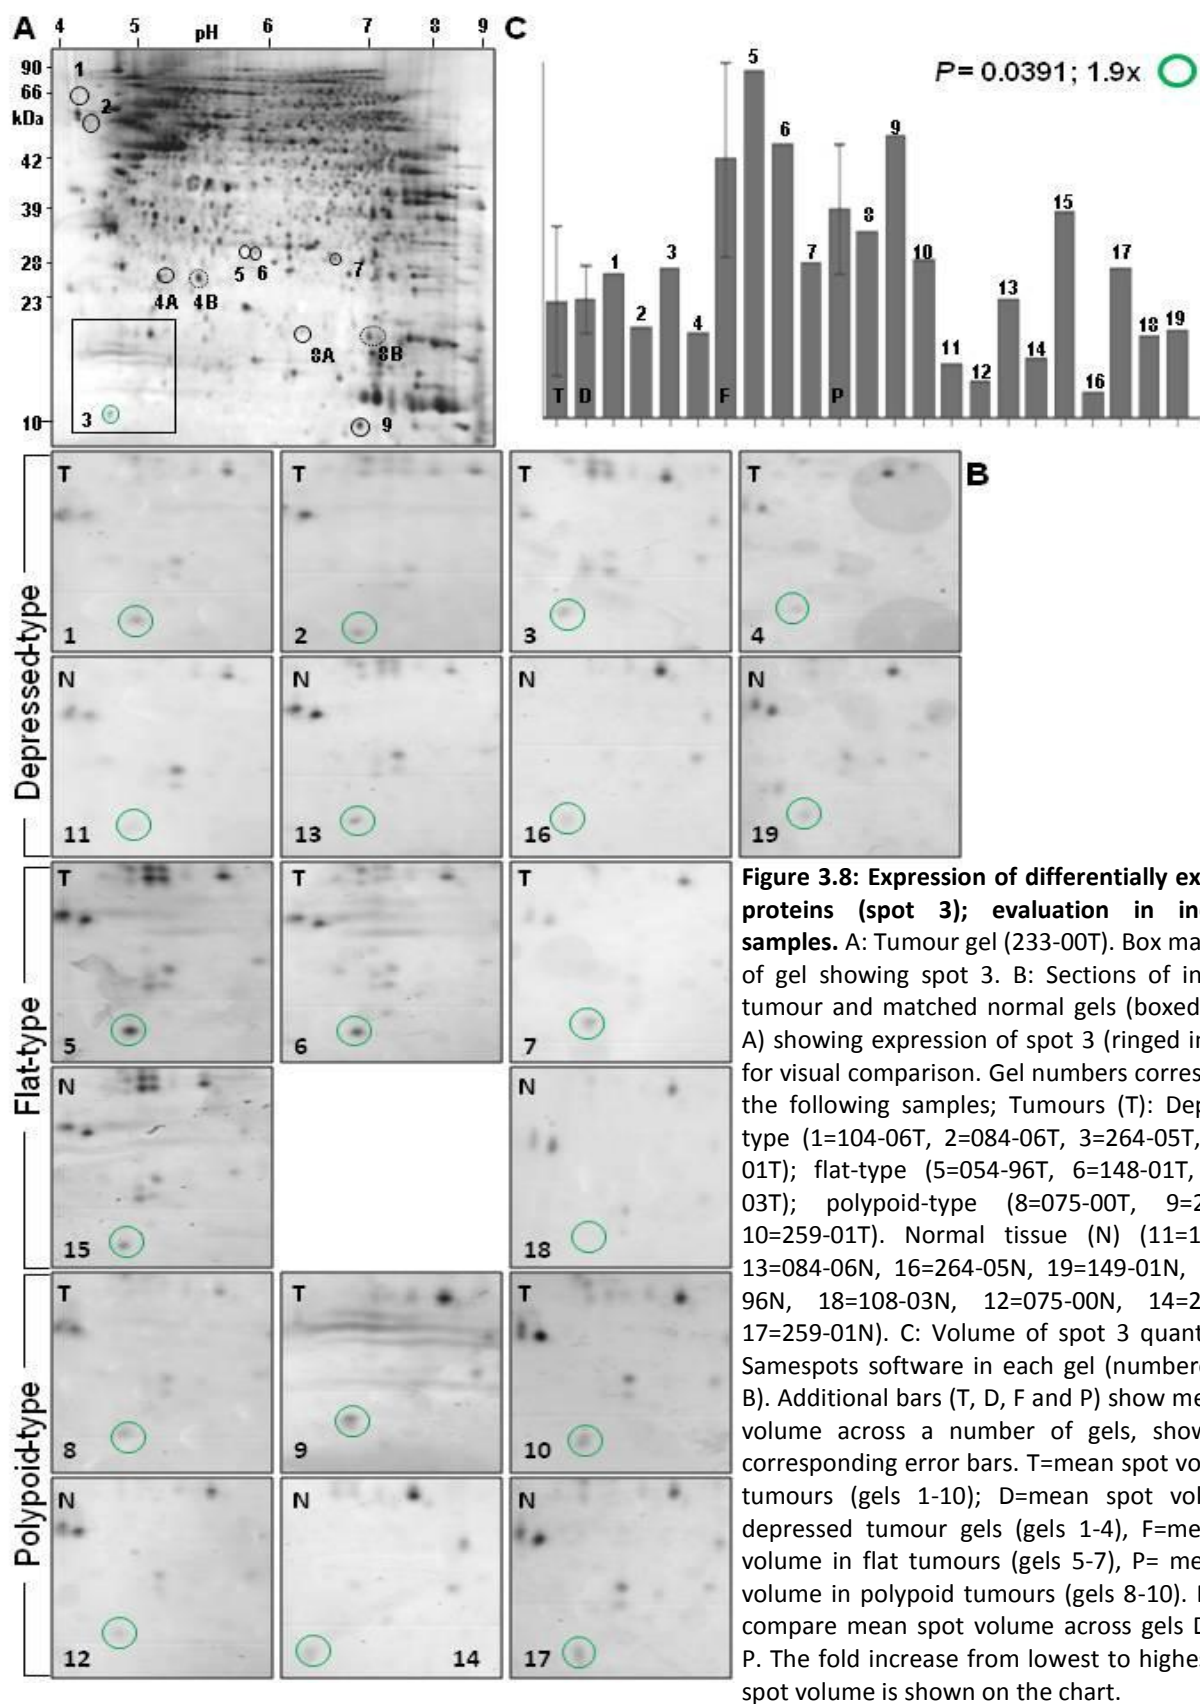 A 4 5 pH 6 7 8 9 C
90
66
kDa
42
39
28
23
10
1
2
3
4A 4B
5 6
7
8A 8B
9
P= 0.0391; 1.9x
T D 1 2 3 4 F 5 6 7 P 8 9 10 11 12 13 14 15 16 17 18 19
B
Depressed-type
T 1
T 2
T 3
T 4
N 11
N 13
N 16
N 19
Flat-type
T 5
T 6
T 7
N 15
N 18
Polypoid-type
T 8
T 9
T 10
N 12
N 14
N 17
Figure 3.8: Expression of differentially ex
proteins (spot 3); evaluation in in
samples. A: Tumour gel (233-00T). Box ma
of gel showing spot 3. B: Sections of in
tumour and matched normal gels (boxed
A) showing expression of spot 3 (ringed in
for visual comparison. Gel numbers corres
the following samples; Tumours (T): Dep
type (1=104-06T, 2=084-06T, 3=264-05T,
01T); flat-type (5=054-96T, 6=148-01T,
03T); polypoid-type (8=075-00T, 9=2
10=259-01T). Normal tissue (N) (11=1
13=084-06N, 16=264-05N, 19=149-01N,
96N, 18=108-03N, 12=075-00N, 14=2
17=259-01N). C: Volume of spot 3 quant
Samespots software in each gel (number
B). Additional bars (T, D, F and P) show me
volume across a number of gels, show
corresponding error bars. T=mean spot vo
tumours (gels 1-10); D=mean spot vol
depressed tumour gels (gels 1-4), F=me
volume in flat tumours (gels 5-7), P= me
volume in polypoid tumours (gels 8-10).
compare mean spot volume across gels
P. The fold increase from lowest to highes
spot volume is shown on the chart.